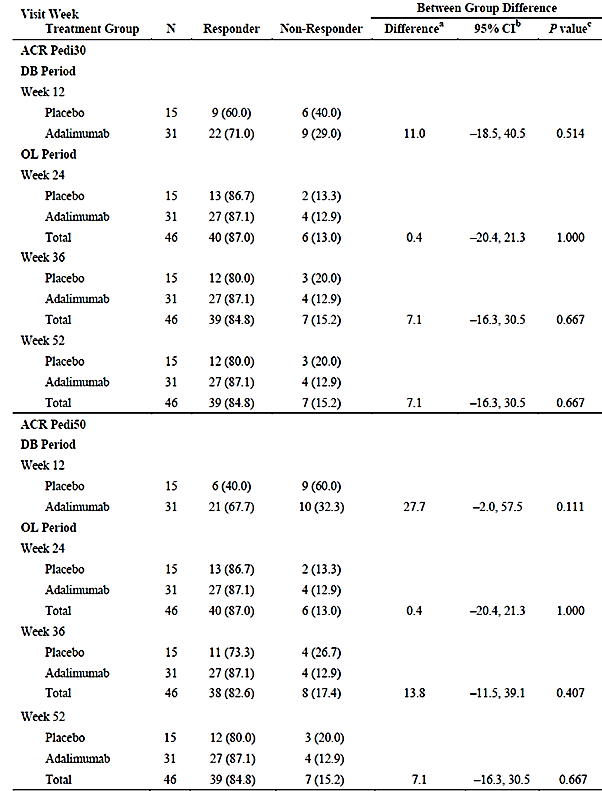 Between Group Difference
Visit Week
Treatment Group N Responder Non-Responder Difference^a 95% CI^b P value^c
ACR Pedi30
DB Period
Week 12
Placebo 15 9 (60.0) 6 (40.0)
Adalimumab 31 22 (71.0) 9 (29.0) 11.0 –18.5, 40.5 0.514
OL Period
Week 24
Placebo 15 13 (86.7) 2 (13.3)
Adalimumab 31 27 (87.1) 4 (12.9)
Total 46 40 (87.0) 6 (13.0) 0.4 –20.4, 21.3 1.000
Week 36
Placebo 15 12 (80.0) 3 (20.0)
Adalimumab 31 27 (87.1) 4 (12.9)
Total 46 39 (84.8) 7 (15.2) 7.1 –16.3, 30.5 0.667
Week 52
Placebo 15 12 (80.0) 3 (20.0)
Adalimumab 31 27 (87.1) 4 (12.9)
Total 46 39 (84.8) 7 (15.2) 7.1 –16.3, 30.5 0.667
ACR Pedi50
DB Period
Week 12
Placebo 15 6 (40.0) 9 (60.0)
Adalimumab 31 21 (67.7) 10 (32.3) 27.7 –2.0, 57.5 0.111
OL Period
Week 24
Placebo 15 13 (86.7) 2 (13.3)
Adalimumab 31 27 (87.1) 4 (12.9)
Total 46 40 (87.0) 6 (13.0) 0.4 –20.4, 21.3 1.000
Week 36
Placebo 15 11 (73.3) 4 (26.7)
Adalimumab 31 27 (87.1) 4 (12.9)
Total 46 38 (82.6) 8 (17.4) 13.8 –11.5, 39.1 0.407
Week 52
Placebo 15 12 (80.0) 3 (20.0)
Adalimumab 31 27 (87.1) 4 (12.9)
Total 46 39 (84.8) 7 (15.2) 7.1 –16.3, 30.5 0.667